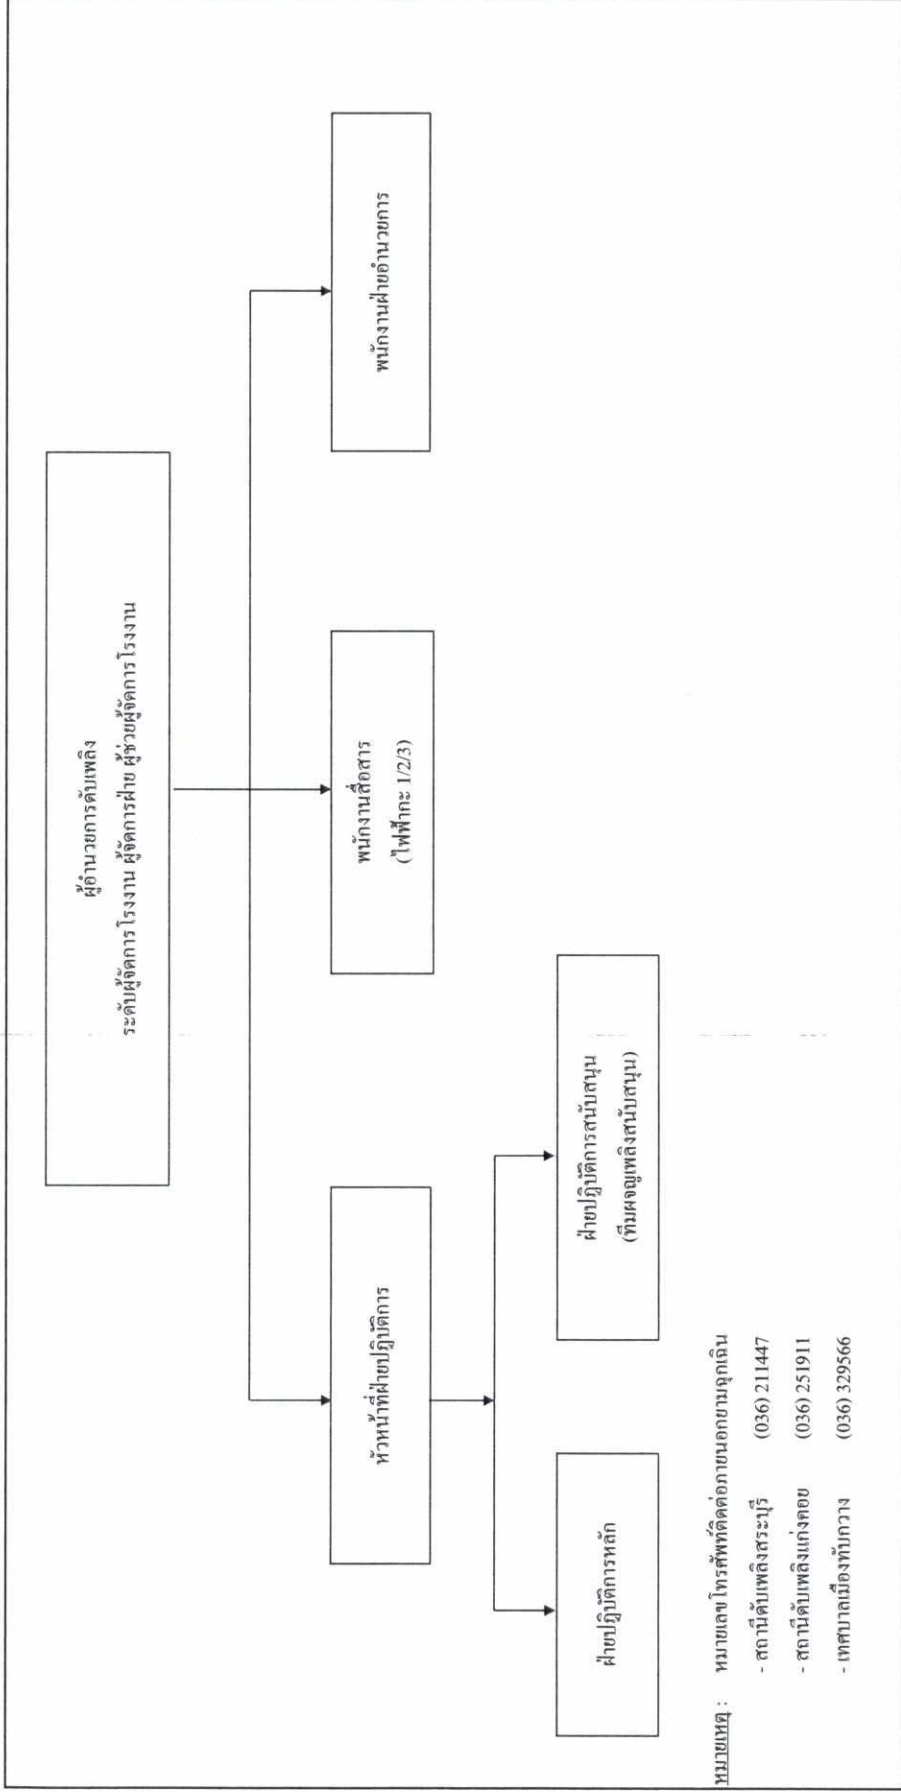 ผู้อำนวยการดับเพลิง
ระดับผู้จัดการโรงงาน ผู้จัดการฝ่าย ผู้ช่วยผู้จัดการโรงงาน
หัวหน้าที่ฝ่ายปฏิบัติการ
พนักงานสื่อสาร
(ไฟฟ้ากะ 1/2/3)
พนักงานฝ่ายอำนวยการ
ฝ่ายปฏิบัติการหลัก
ฝ่ายปฏิบัติการสนับสนุน
(ทีมผจญเพลิงสนับสนุน)
หมายเหตุ : หมายเลขโทรศัพท์ติดต่อภายนอกยามฉุกเฉิน
- สถานีดับเพลิงสระบุรี (036) 211447
- สถานีดับเพลิงแก่งคอย (036) 251911
- เทศบาลเมืองทับกวาง (036) 329566